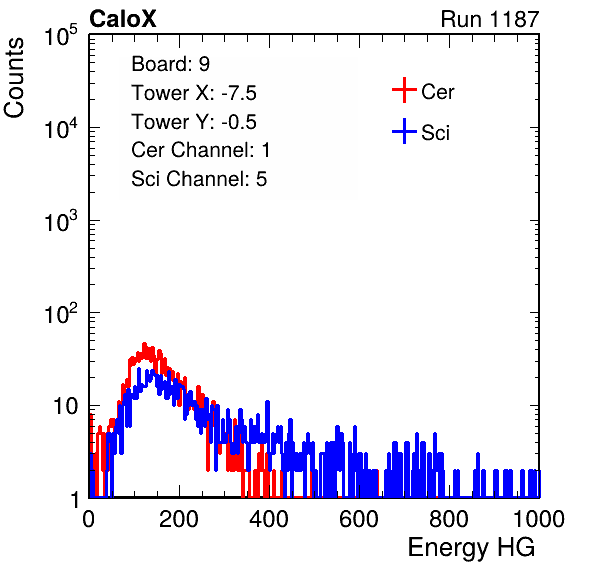 CaloX Run 1187
Counts
10^5
10^4
10^3
10^2
10
1
Board: 9
Tower X: -7.5
Tower Y: -0.5
Cer Channel: 1
Sci Channel: 5
Cer
Sci
0 200 400 600 800 1000
Energy HG